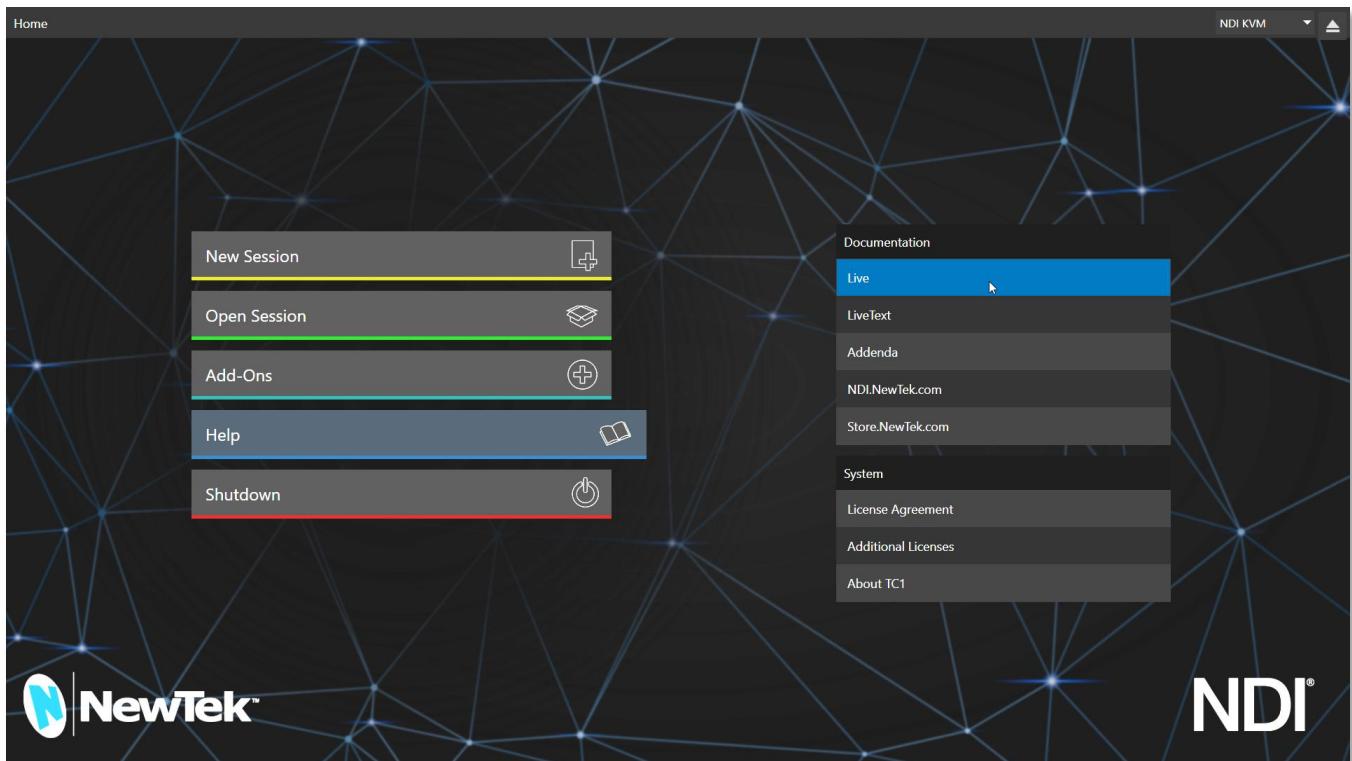 Home
NDI KVM
New Session
Open Session
Add-Ons
Help
Shutdown
Documentation
Live
LiveText
Addenda
NDI.NewTek.com
Store.NewTek.com
System
License Agreement
Additional Licenses
About TC1
N NewTek™
NDI®